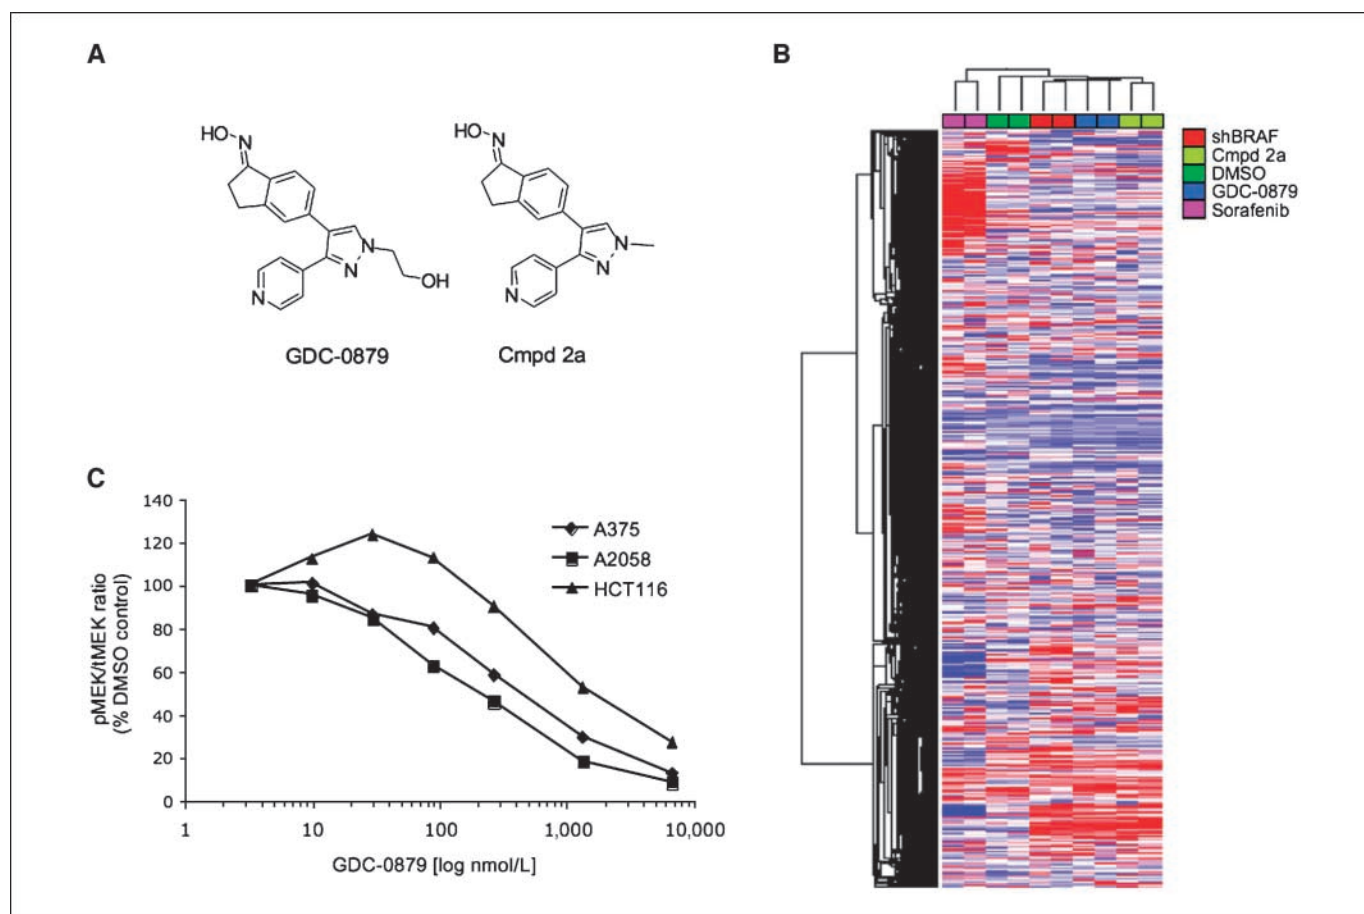 A
HO
N
N
N
N
OH
GDC-0879
HO
N
N
N
N
Cmpd 2a
B
shBRAF
Cmpd 2a
DMSO
GDC-0879
Sorafenib
C
pMEK/tMEK ratio
(% DMSO control)
140
120
100
80
60
40
20
0
1
10
100
1,000
10,000
GDC-0879 [log nmol/L]
A375
A2058
HCT116